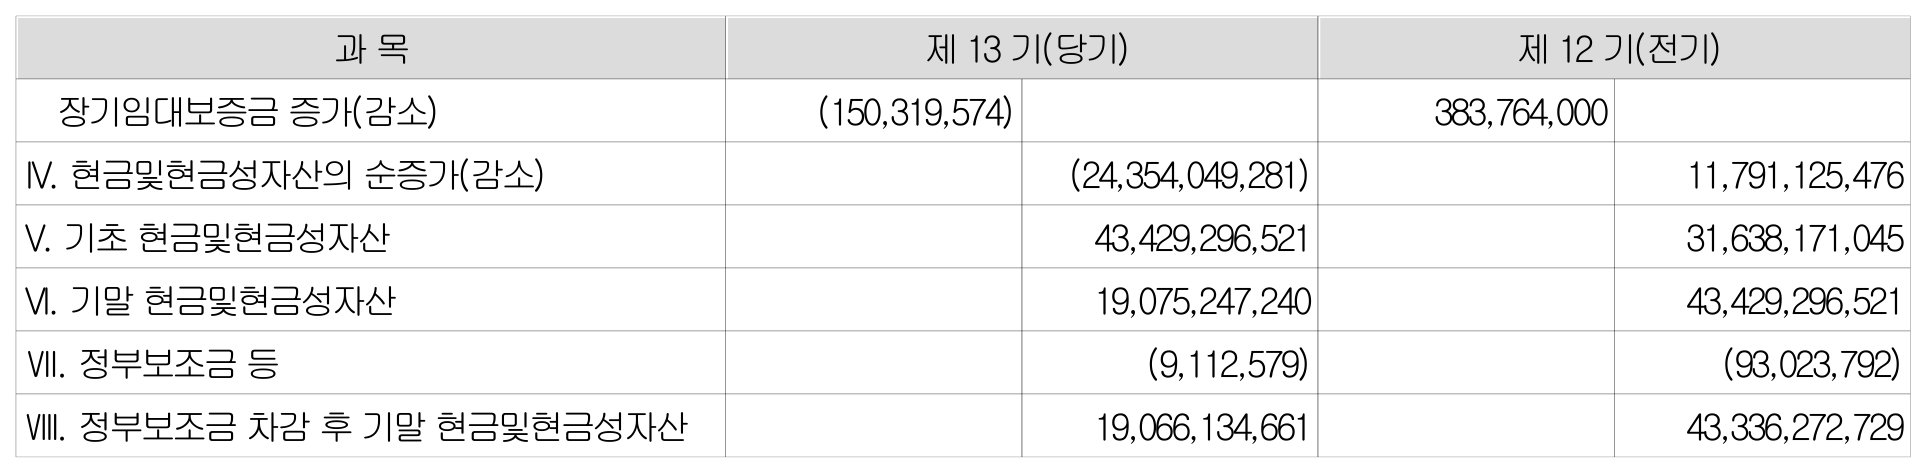 과 목 제 13 기(당기) 제 12 기(전기)
장기임대보증금 증가(감소) (150,319,574) 383,764,000
Ⅳ. 현금및현금성자산의 순증가(감소) (24,354,049,281) 11,791,125,476
Ⅴ. 기초 현금및현금성자산 43,429,296,521 31,638,171,045
Ⅵ. 기말 현금및현금성자산 19,075,247,240 43,429,296,521
Ⅶ. 정부보조금 등 (9,112,579) (93,023,792)
Ⅷ. 정부보조금 차감 후 기말 현금및현금성자산 19,066,134,661 43,336,272,729